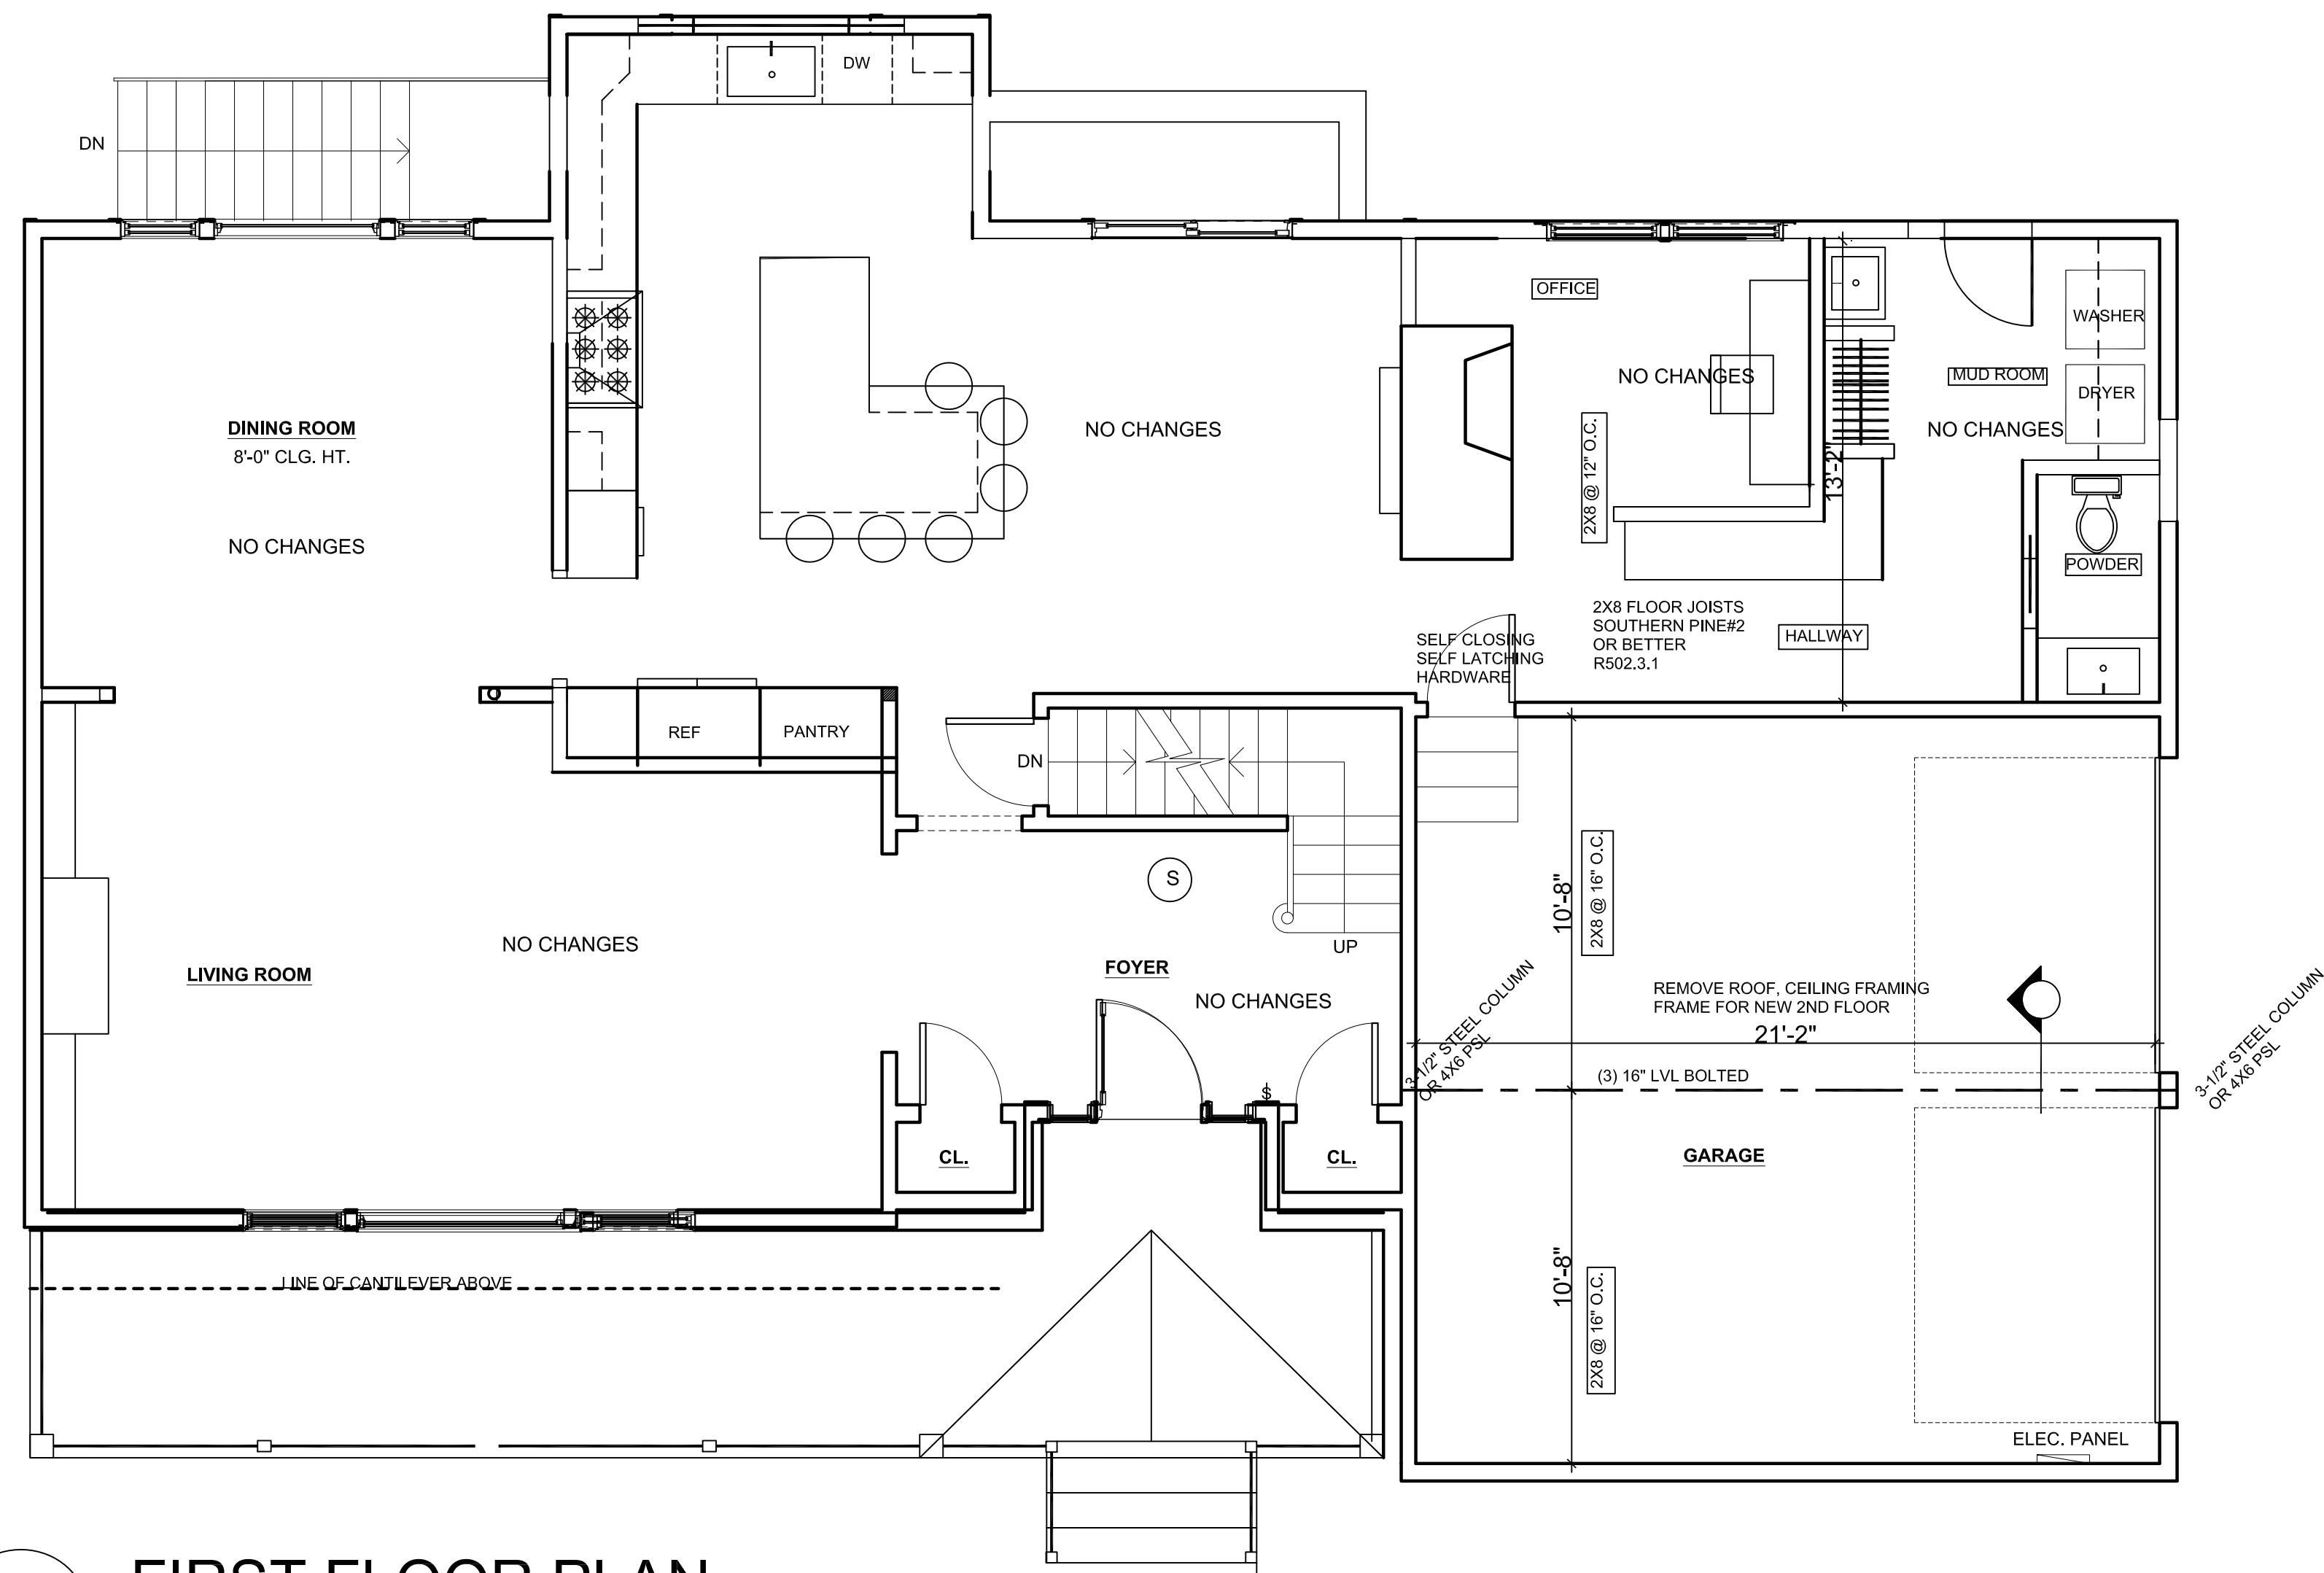 DW
DN
OFFICE
WASHER
NO CHANGES
MUD ROOM
DRYER
DINING ROOM
8'-0" CLG. HT.
NO CHANGES
NO CHANGES
2X8 @ 12" O.C.
13'-2"
NO CHANGES
POWDER
2X8 FLOOR JOISTS
SOUTHERN PINE#2
OR BETTER
R502.3.1
HALLWAY
SELF CLOSING
SELF LATCHING
HARDWARE
REF
PANTRY
DN
S
10'-8"
2X8 @ 16" O.C.
NO CHANGES
UP
LIVING ROOM
FOYER
NO CHANGES
3-1/2" STEEL COLUMN
OR 4X6 PSL
REMOVE ROOF, CEILING FRAMING
FRAME FOR NEW 2ND FLOOR
21'-2"
3-1/2" STEEL COLUMN
OR 4X6 PSL
(3) 16" LVL BOLTED
$
CL.
CL.
GARAGE
LINE OF CANTILEVER ABOVE
10'-8"
2X8 @ 16" O.C.
ELEC. PANEL
FIRST FLOOR PLAN